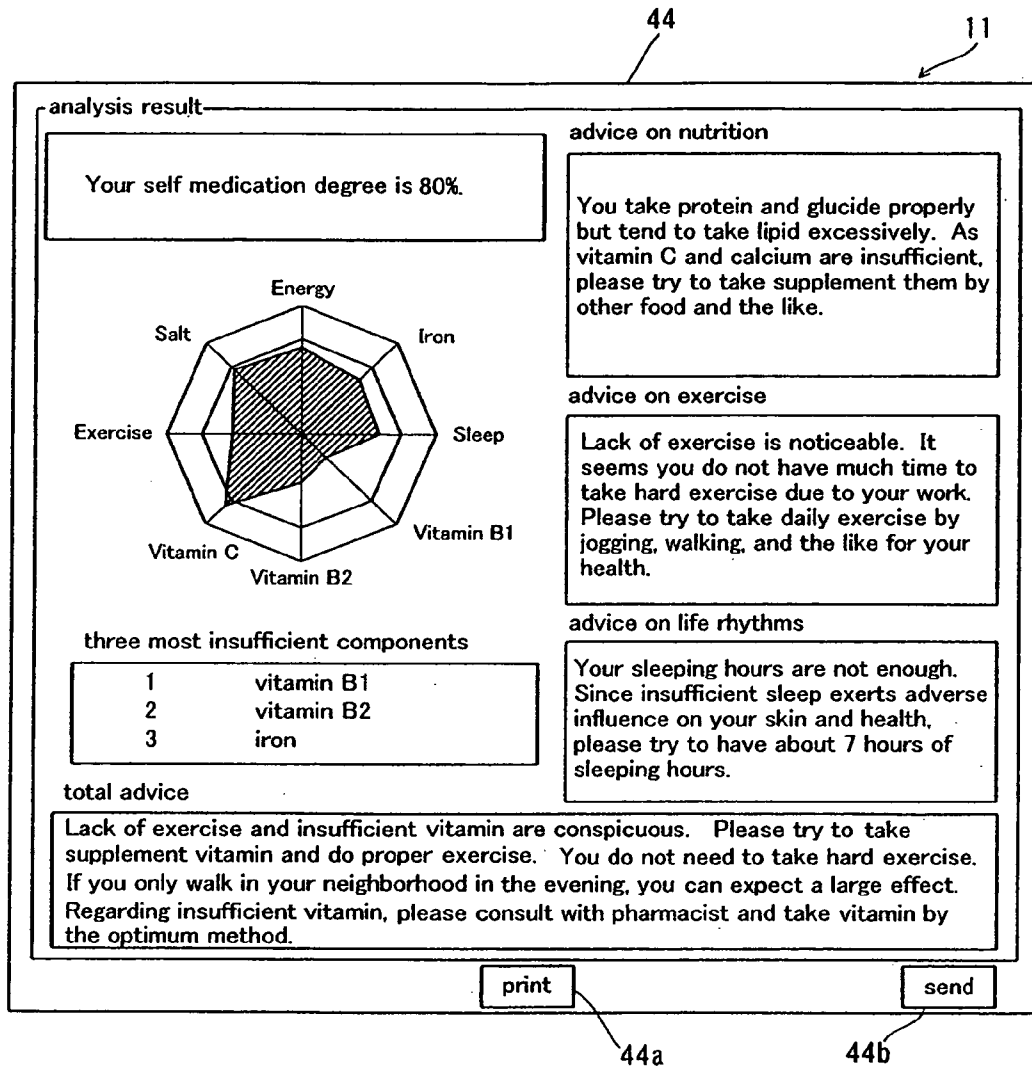 44
11
analysis result
Your self medication degree is 80%.
Energy
Salt
Iron
Exercise
Sleep
Vitamin C
Vitamin B1
Vitamin B2
three most insufficient components
1 vitamin B1
2 vitamin B2
3 iron
advice on nutrition
You take protein and glucide properly
but tend to take lipid excessively. As
vitamin C and calcium are insufficient,
please try to take supplement them by
other food and the like.
advice on exercise
Lack of exercise is noticeable. It
seems you do not have much time to
take hard exercise due to your work.
Please try to take daily exercise by
jogging, walking, and the like for your
health.
advice on life rhythms
Your sleeping hours are not enough.
Since insufficient sleep exerts adverse
influence on your skin and health,
please try to have about 7 hours of
sleeping hours.
total advice
Lack of exercise and insufficient vitamin are conspicuous. Please try to take
supplement vitamin and do proper exercise. You do not need to take hard exercise.
If you only walk in your neighborhood in the evening, you can expect a large effect.
Regarding insufficient vitamin, please consult with pharmacist and take vitamin by
the optimum method.
print
send
44a
44b